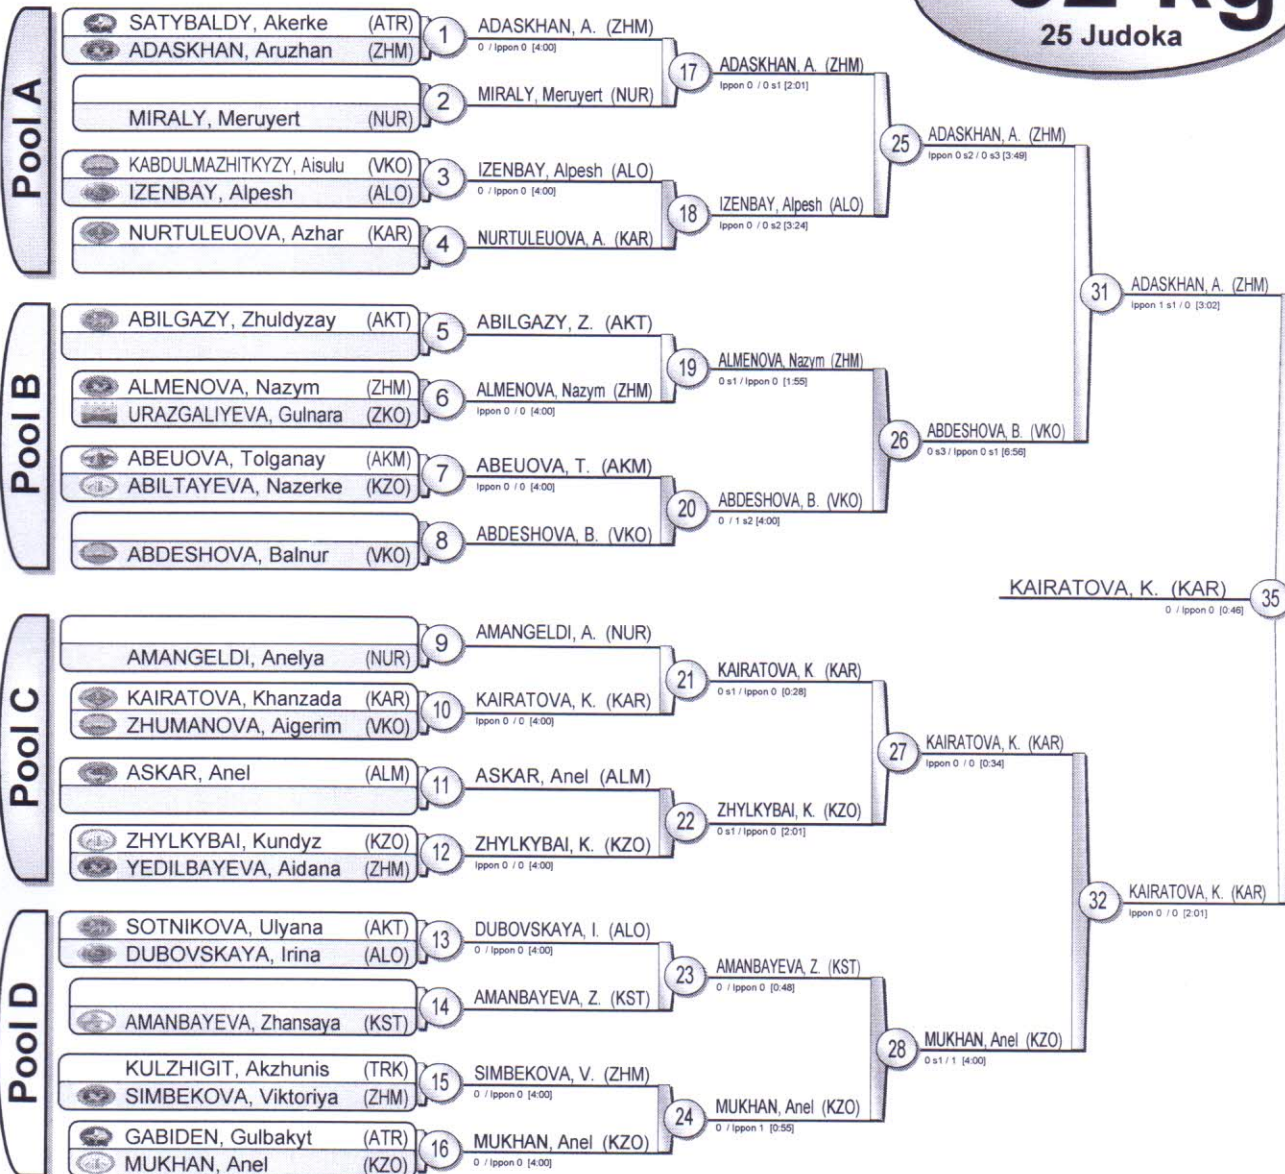 25 Judoka
Pool A
SATYBALDY, Akerke (ATR)
ADASKHAN, Aruzhan (ZHM)
1
ADASKHAN, A. (ZHM)
0 / Ippon 0 [4:00]
MIRALY, Meruyert (NUR)
2
MIRALY, Meruyert (NUR)
17
ADASKHAN, A. (ZHM)
Ippon 0 / 0 s1 [2:01]
KABDULMAZHITKYZY, Aisulu (VKO)
IZENBAY, Alpesh (ALO)
3
IZENBAY, Alpesh (ALO)
0 / Ippon 0 [4:00]
NURTULEUOVA, Azhar (KAR)
4
NURTULEUOVA, A. (KAR)
18
IZENBAY, Alpesh (ALO)
Ippon 0 / 0 s2 [3:24]
25
ADASKHAN, A. (ZHM)
Ippon 0 s2 / 0 s3 [3:49]
Pool B
ABILGAZY, Zhuldyzay (AKT)
5
ABILGAZY, Z. (AKT)
ALMENOVA, Nazym (ZHM)
URAZGALIYEVA, Gulnara (ZKO)
6
ALMENOVA, Nazym (ZHM)
Ippon 0 / 0 [4:00]
19
ALMENOVA, Nazym (ZHM)
0 s1 / Ippon 0 [1:55]
ABEUOVA, Tolganay (AKM)
ABILTAYEVA, Nazerke (KZO)
7
ABEUOVA, T. (AKM)
Ippon 0 / 0 [4:00]
ABDESHOVA, Balnur (VKO)
8
ABDESHOVA, B. (VKO)
20
ABDESHOVA, B. (VKO)
0 / 1 s2 [4:00]
26
ABDESHOVA, B. (VKO)
0 s3 / Ippon 0 s1 [6:56]
31
ADASKHAN, A. (ZHM)
Ippon 1 s1 / 0 [3:02]
KAIRATOVA, K. (KAR)
0 / Ippon 0 [0:46]
35
Pool C
AMANGELDI, Anelya (NUR)
9
AMANGELDI, A. (NUR)
KAIRATOVA, Khanzada (KAR)
ZHUMANOVA, Aigerim (VKO)
10
KAIRATOVA, K. (KAR)
Ippon 0 / 0 [4:00]
21
KAIRATOVA, K (KAR)
0 s1 / Ippon 0 [0:28]
ASKAR, Anel (ALM)
11
ASKAR, Anel (ALM)
ZHYLKYBAI, Kundyz (KZO)
YEDILBAYEVA, Aidana (ZHM)
12
ZHYLKYBAI, K. (KZO)
Ippon 0 / 0 [4:00]
22
ZHYLKYBAI, K. (KZO)
0 s1 / Ippon 0 [2:01]
27
KAIRATOVA, K. (KAR)
Ippon 0 / 0 [0:34]
Pool D
SOTNIKOVA, Ulyana (AKT)
DUBOVSKAYA, Irina (ALO)
13
DUBOVSKAYA, I. (ALO)
0 / Ippon 0 [4:00]
AMANBAYEVA, Zhansaya (KST)
14
AMANBAYEVA, Z. (KST)
23
AMANBAYEVA, Z. (KST)
0 / Ippon 0 [0:48]
KULZHIGIT, Akzhunis (TRK)
SIMBEKOVA, Viktoriya (ZHM)
15
SIMBEKOVA, V. (ZHM)
0 / Ippon 0 [4:00]
GABIDEN, Gulbakyt (ATR)
MUKHAN, Anel (KZO)
16
MUKHAN, Anel (KZO)
0 / Ippon 0 [4:00]
24
MUKHAN, Anel (KZO)
0 / Ippon 1 [0:55]
28
MUKHAN, Anel (KZO)
0 s1 / 1 [4:00]
32
KAIRATOVA, K. (KAR)
Ippon 0 / 0 [2:01]